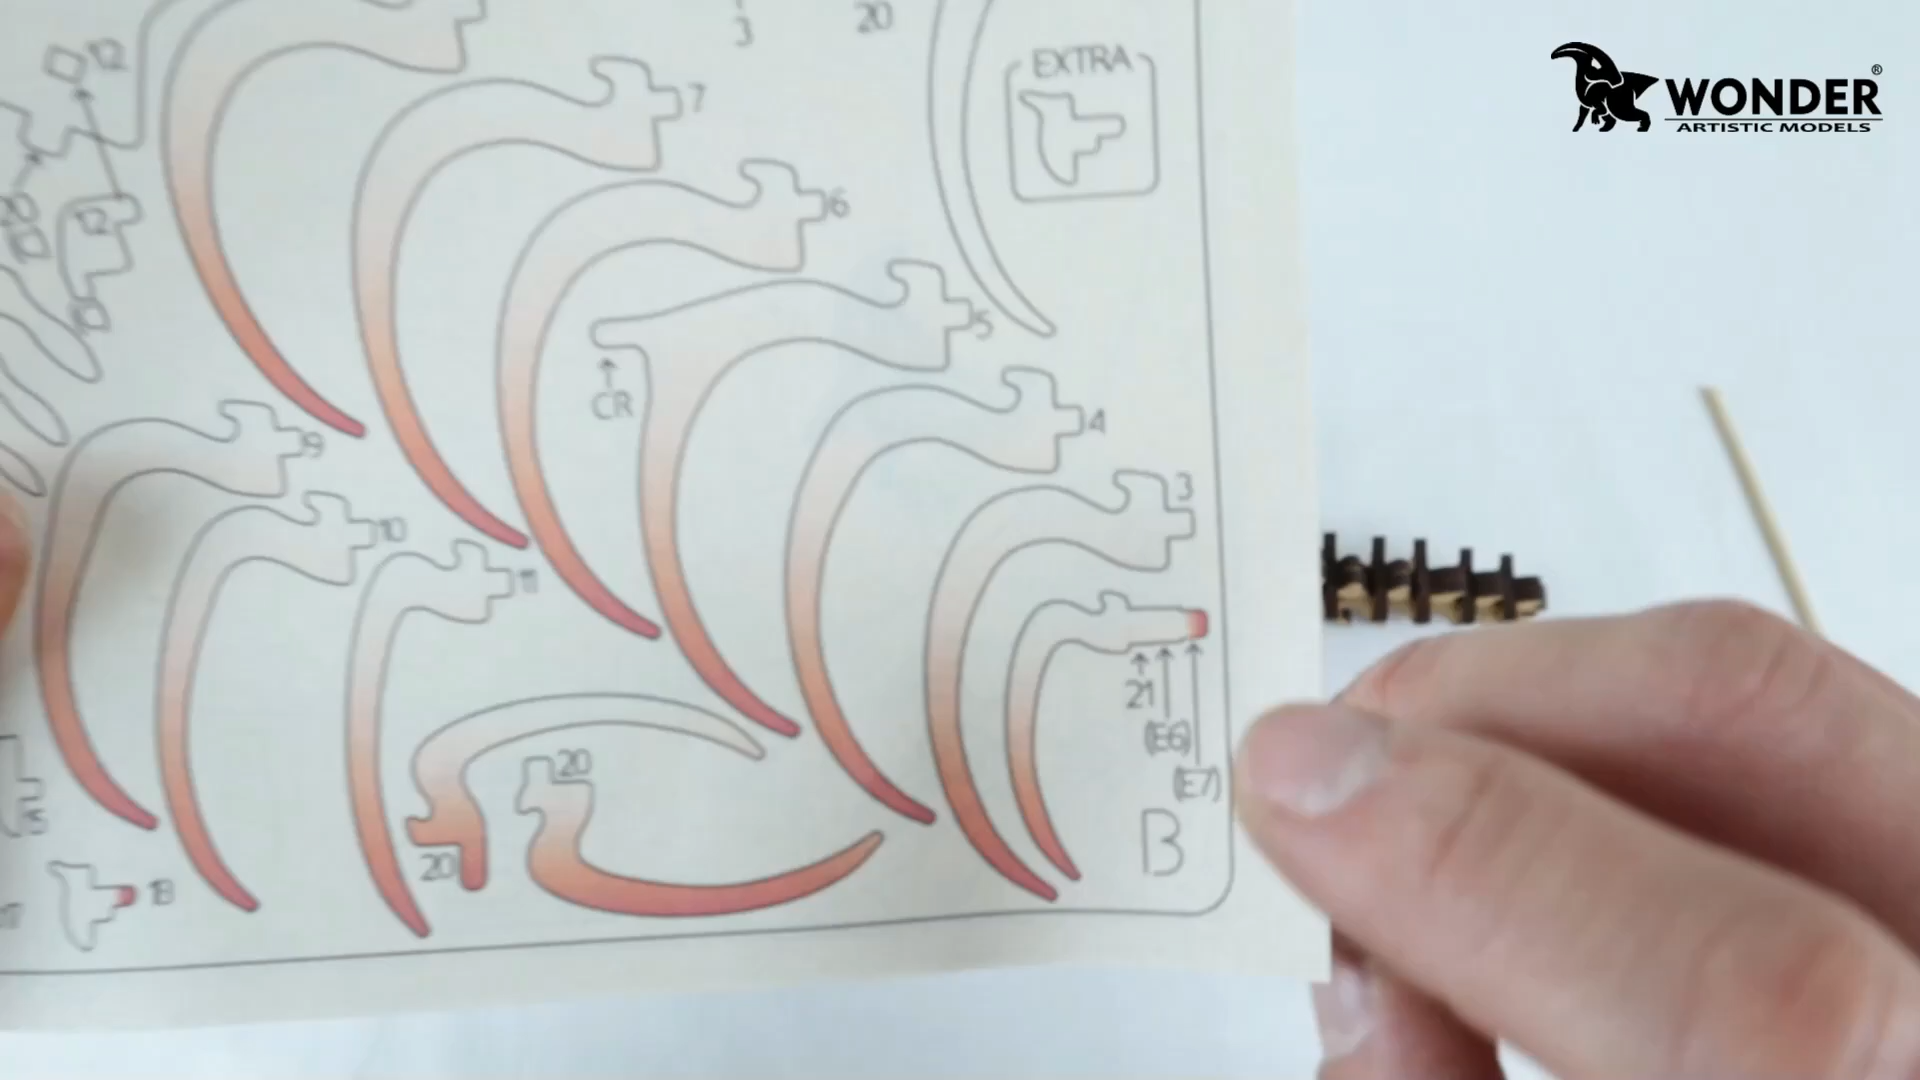 3
20
EXTRA
12
7
12
6
5
CR
4
9
3
10
11
21
(E6)
(E7)
20
20
B
18
WONDER®
ARTISTIC MODELS